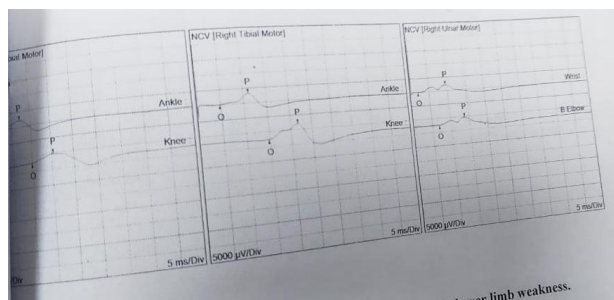 Motor]
P
Ankle
P
Knee
O
5 ms/Div
NCV [Right Tibial Motor]
P
Ankle
O
P
Knee
O
5000 µV/Div
5 ms/Div
NCV [Right Ulnar Motor]
P
Wrist
O
P
B.Elbow
O
5000 µV/Div
5 ms/Div
limb weakness.